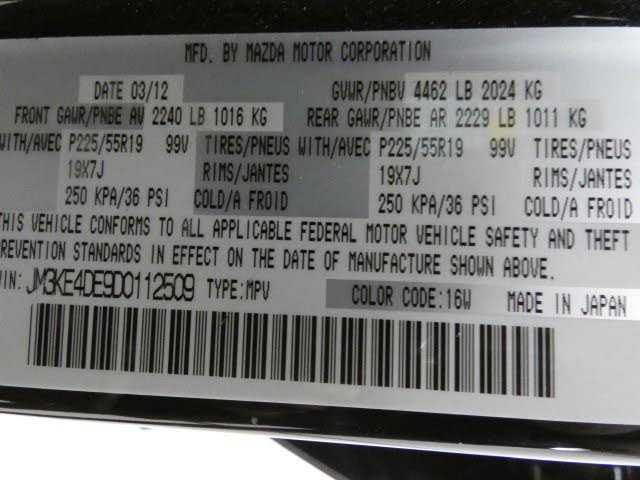 MFD. BY MAZDA MOTOR CORPORATION
DATE 03/12 GVWR/PNBV 4462 LB 2024 KG
FRONT GAWR/PNBE AV 2240 LB 1016 KG REAR GAWR/PNBE AR 2229 LB 1011 KG
WITH/AVEC P225/55R19 99V TIRES/PNEUS WITH/AVEC P225/55R19 99V TIRES/PNEUS
19X7J RIMS/JANTES 19X7J RIMS/JANTES
250 KPA/36 PSI COLD/A FROID 250 KPA/36 PSI COLD/A FROID
THIS VEHICLE CONFORMS TO ALL APPLICABLE FEDERAL MOTOR VEHICLE SAFETY AND THEFT
PREVENTION STANDARDS IN EFFECT ON THE DATE OF MANUFACTURE SHOWN ABOVE.
VIN: JM3KE4DE9D0112509 TYPE:MPV COLOR CODE:16W MADE IN JAPAN